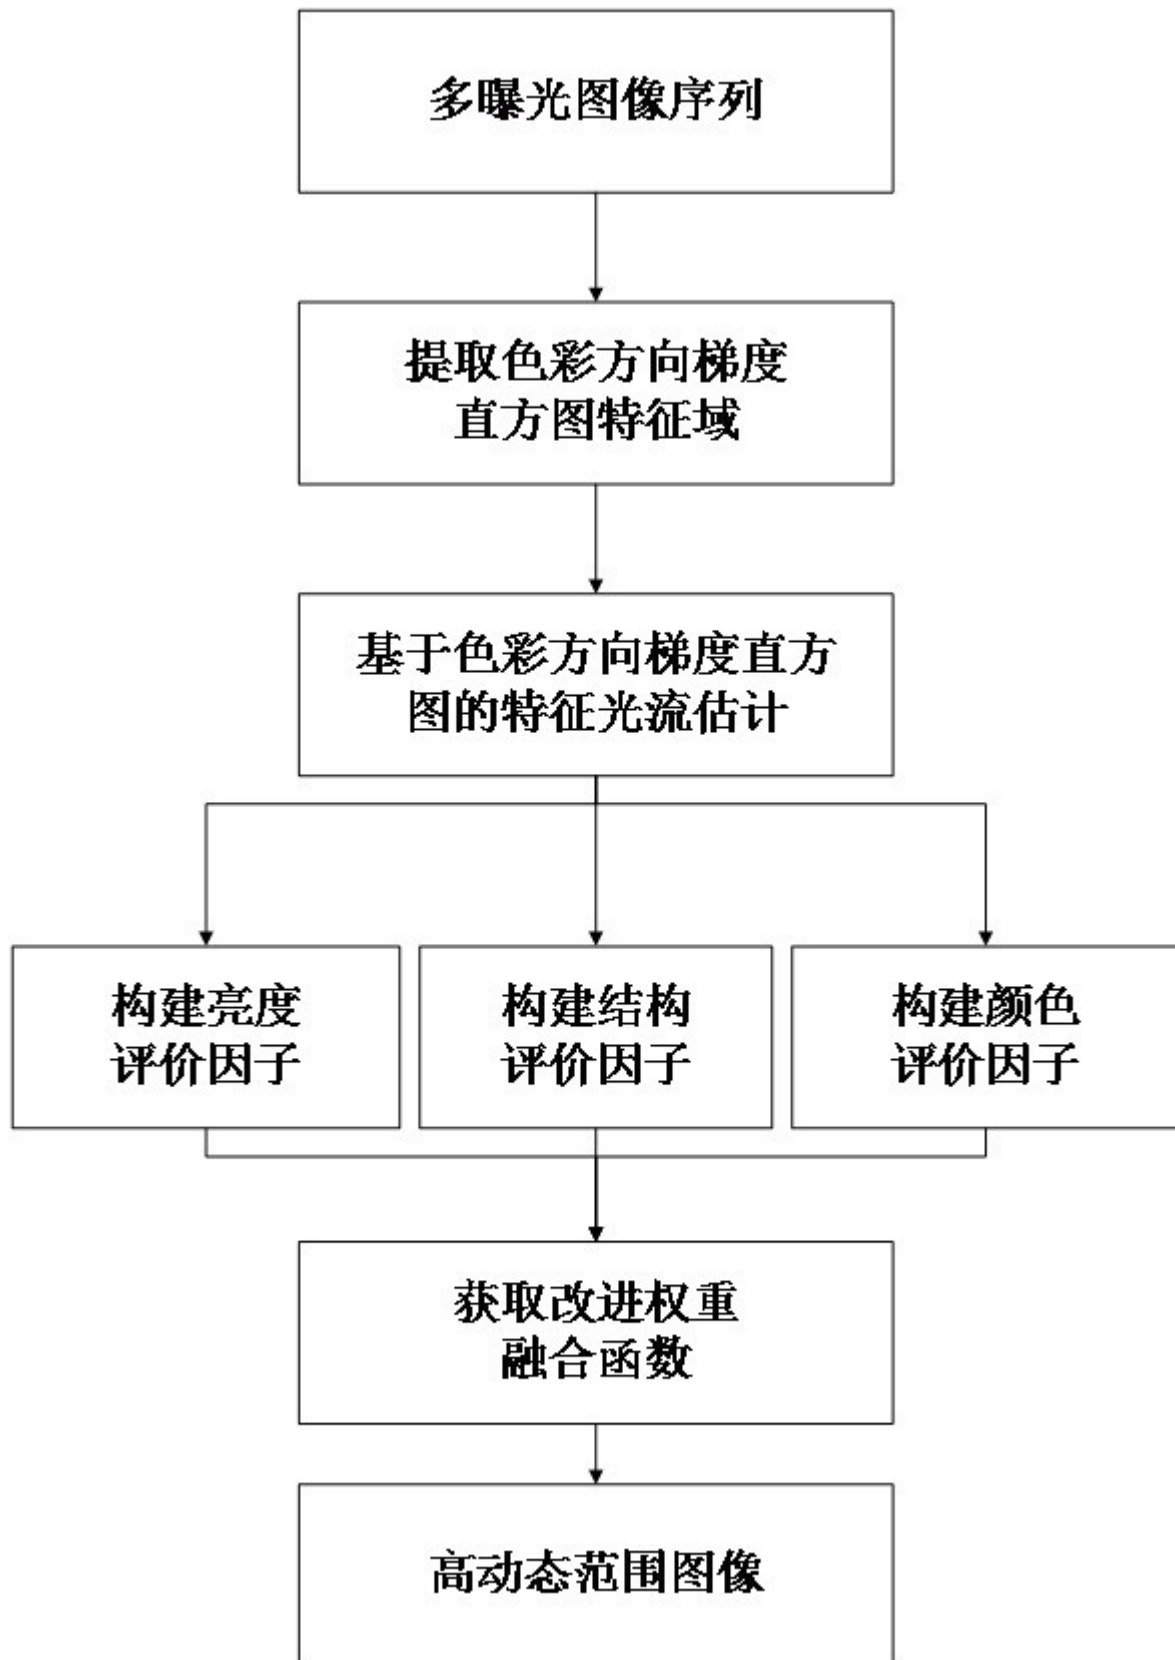 多曝光图像序列
提取色彩方向梯度
直方图特征域
基于色彩方向梯度直方
图的特征光流估计
构建亮度
评价因子
构建结构
评价因子
构建颜色
评价因子
获取改进权重
融合函数
高动态范围图像